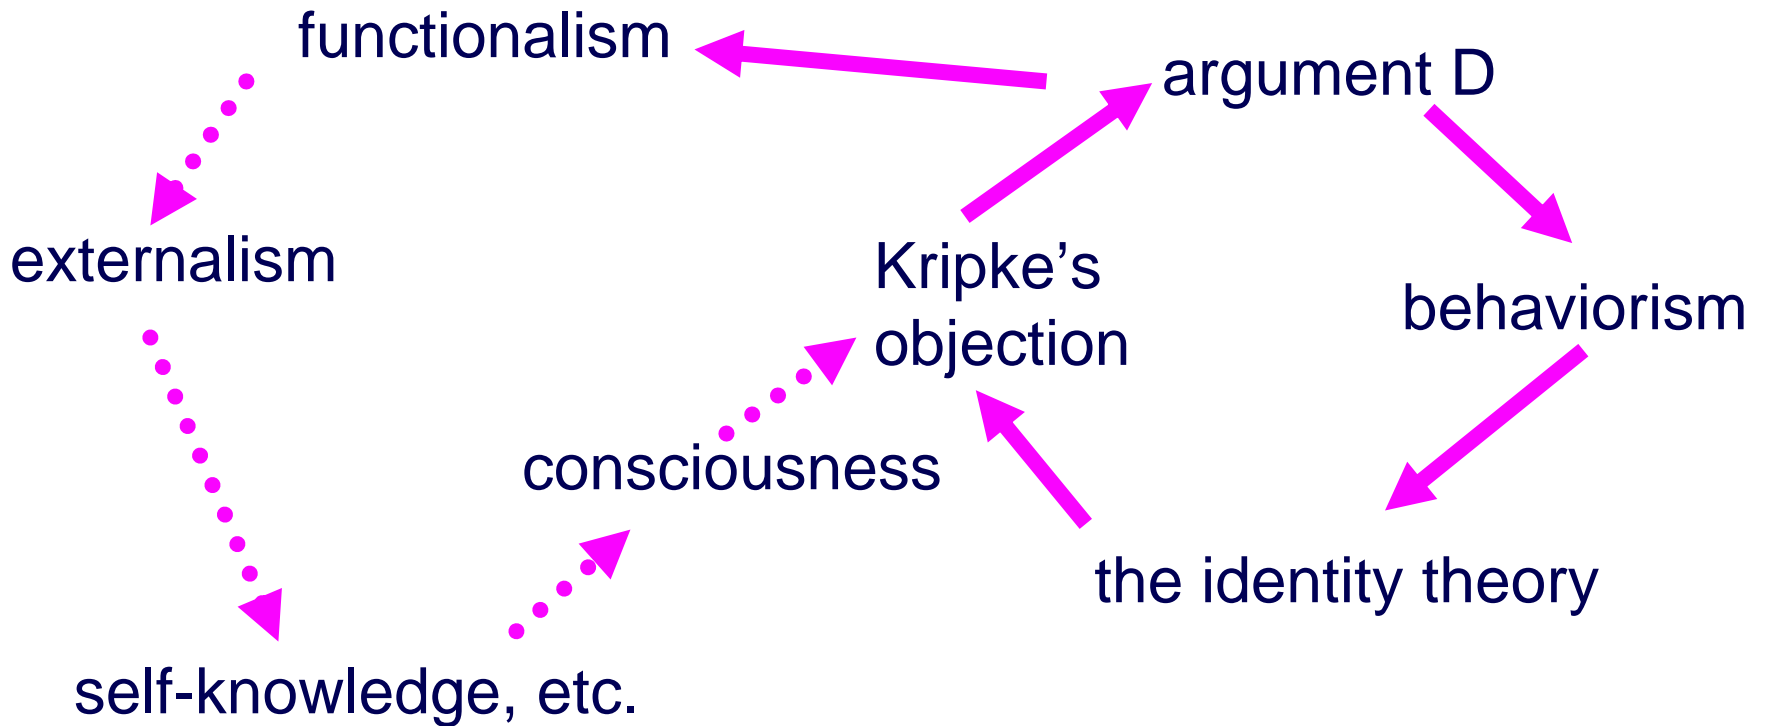 functionalism
argument D
externalism
Kripke’s
objection
behaviorism
consciousness
the identity theory
self-knowledge, etc.